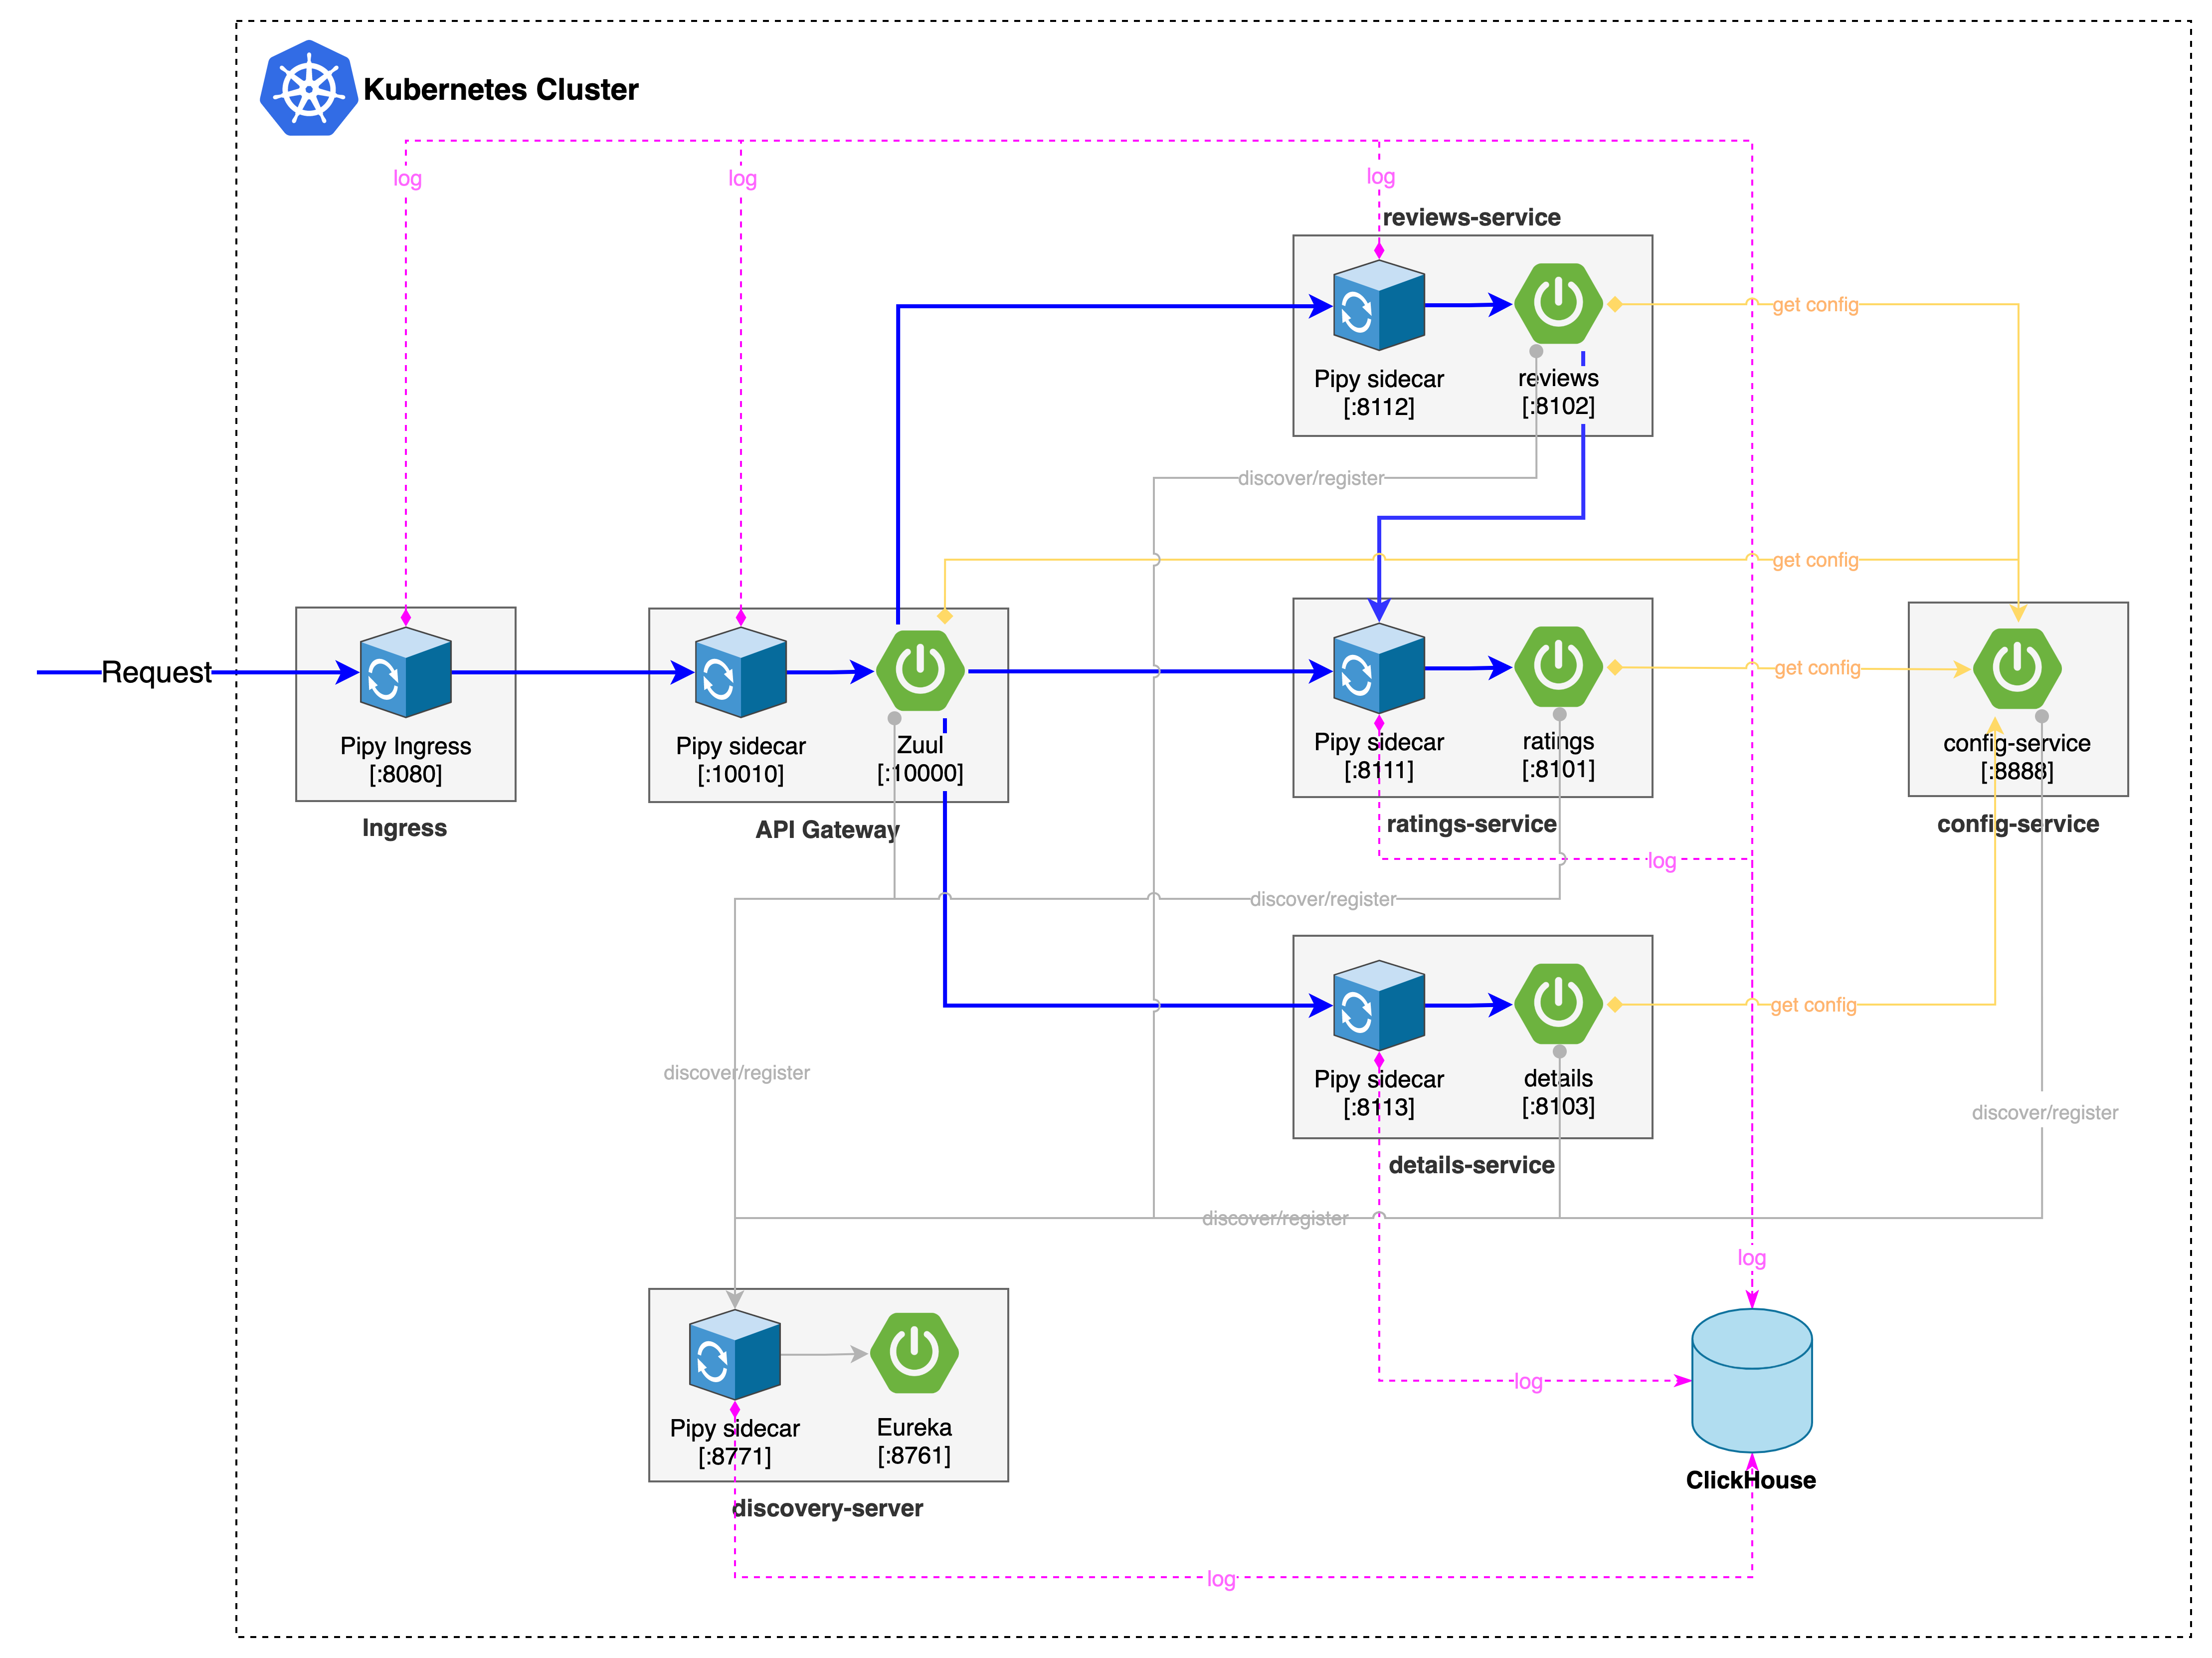 Kubernetes Cluster
log
log
log
reviews-service
get config
Pipy sidecar
[:8112]
reviews
[:8102]
discover/register
get config
Request
Pipy Ingress
[:8080]
Ingress
Pipy sidecar
[:10010]
Zuul
[:10000]
API Gateway
Pipy sidecar
[:8111]
ratings
[:8101]
ratings-service
get config
config-service
[:8888]
config-service
log
discover/register
get config
discover/register
Pipy sidecar
[:8113]
details
[:8103]
details-service
discover/register
discover/register
log
Pipy sidecar
[:8771]
Eureka
[:8761]
discovery-server
log
ClickHouse
log